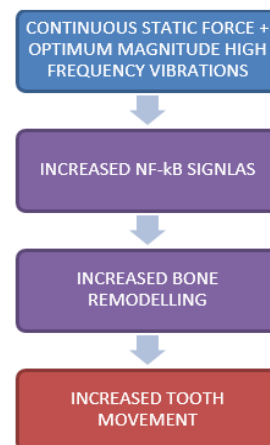 CONTINUOUS STATIC FORCE +
OPTIMUM MAGNITUDE HIGH
FREQUENCY VIBRATIONS
INCREASED NF-kB SIGNLAS
INCREASED BONE
REMODELLING
INCREASED TOOTH
MOVEMENT